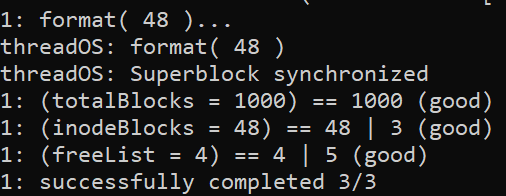 1: format( 48 )...
threadOS: format( 48 )
threadOS: Superblock synchronized
1: (totalBlocks = 1000) == 1000 (good)
1: (inodeBlocks = 48) == 48 | 3 (good)
1: (freeList = 4) == 4 | 5 (good)
1: successfully completed 3/3